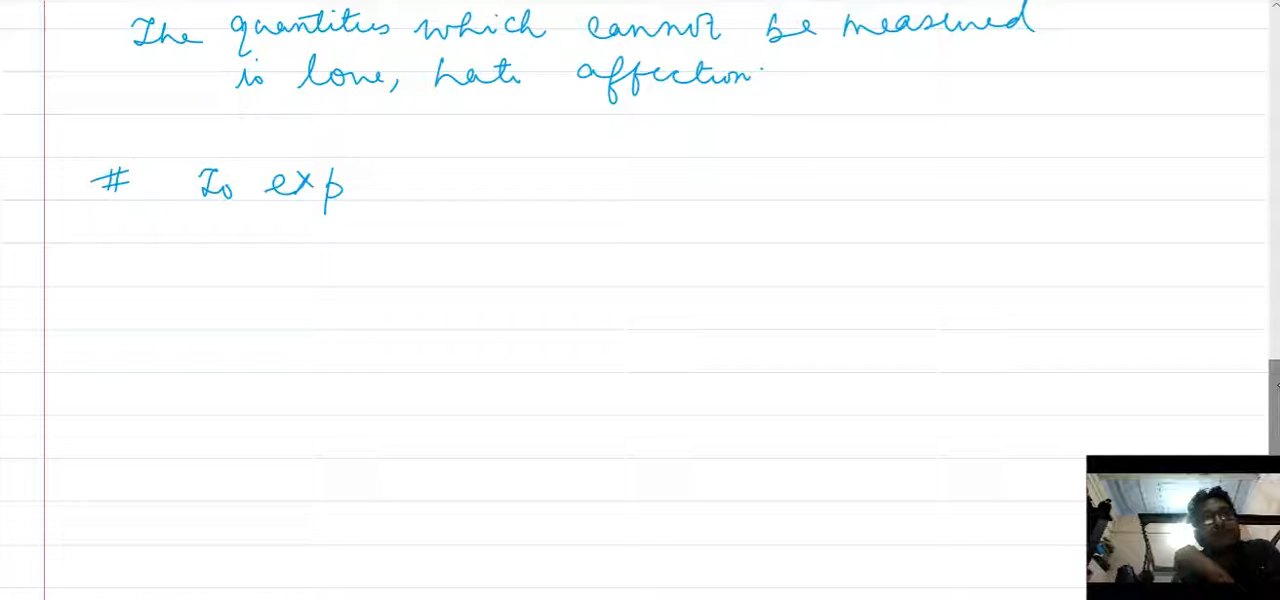 The quantities which cannot be measured
is love, hate affection.
# To exp